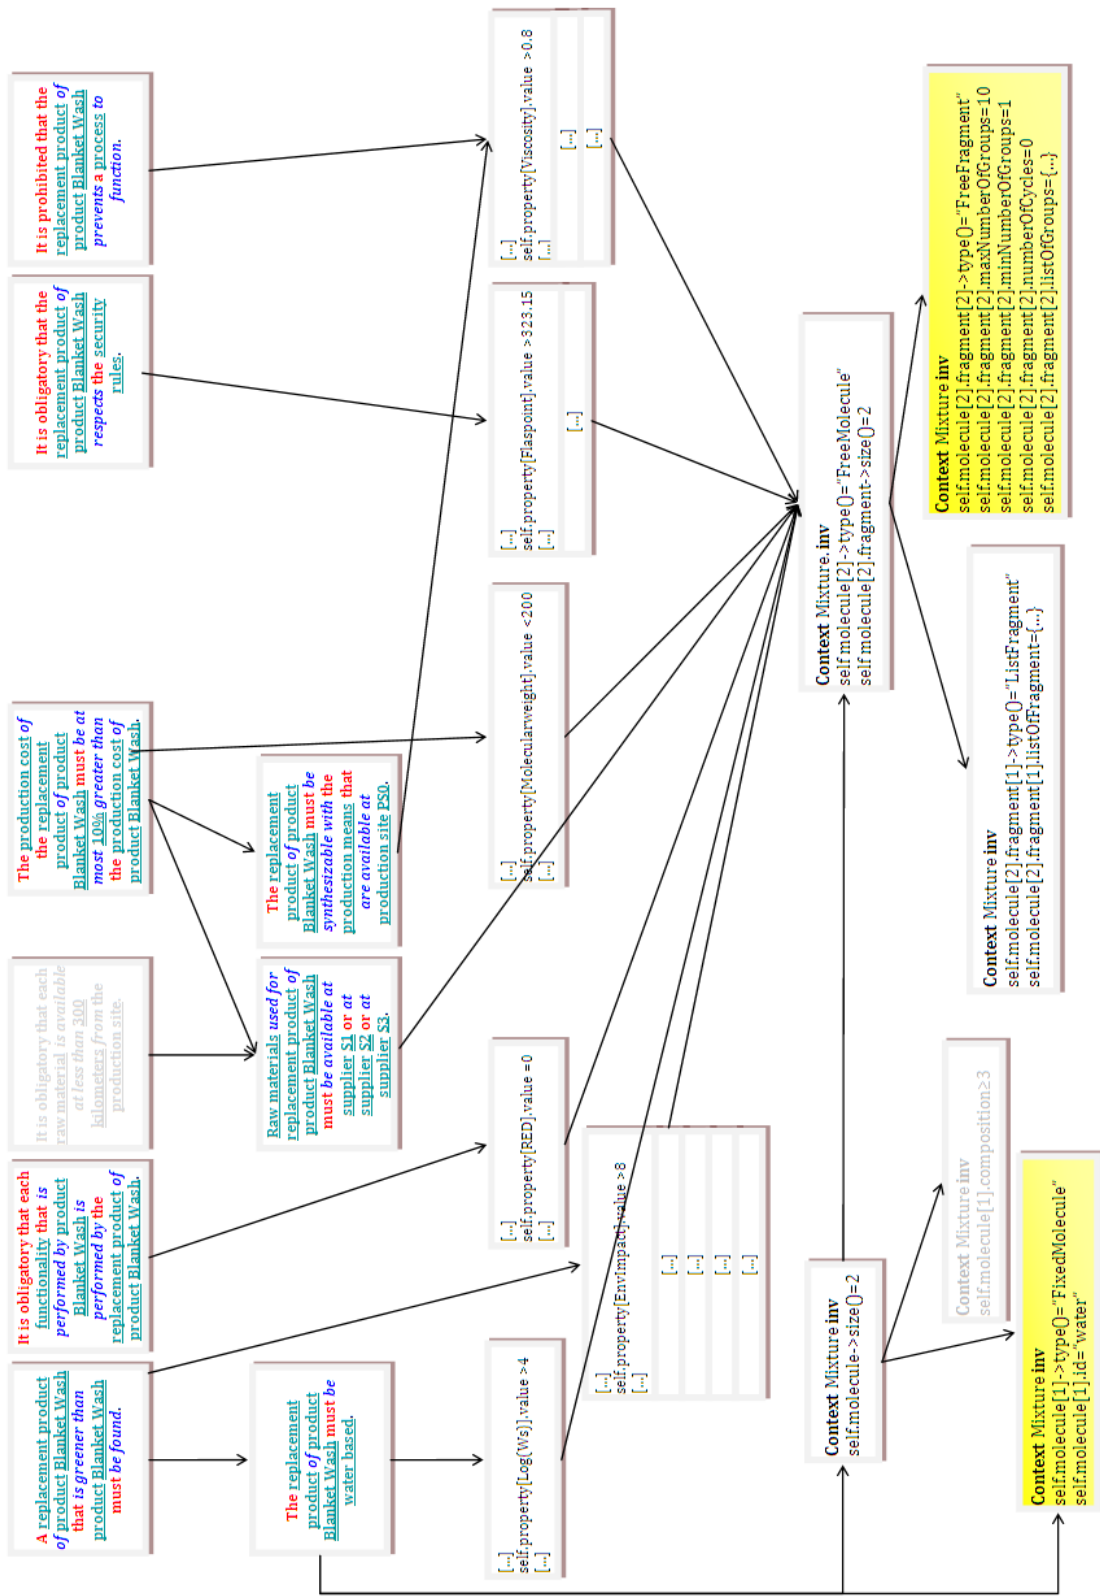 A replacement product
of product Blanket Wash
that is greener than
product Blanket Wash
must be found.
It is obligatory that each
functionality that is
performed by product
Blanket Wash is
performed by the
replacement product of
product Blanket Wash.
It is obligatory that each
raw material is available
at less than 300
kilometers from the
production site.
The production cost of
the replacement
product of product
Blanket Wash must be at
most 10% greater than
the production cost of
product Blanket Wash.
It is obligatory that the
replacement product of
product Blanket Wash
respects the security
rules.
It is prohibited that the
replacement product of
product Blanket Wash
prevents a process to
function.
The replacement
product of product
Blanket Wash must be
water based.
Raw materials used for
replacement product of
product Blanket Wash
must be available at
supplier S1 or at
supplier S2 or at
supplier S3.
The replacement
product of product
Blanket Wash must be
synthesizable with the
production means that
are available at
production site PS0.
[...]
self.property[Log(Ws)].value >4
[...]
[...]
self.property[RED].value =0
[...]
[...]
self.property[Molecularweight].value <200
[...]
[...]
self.property[Flaspoint].value >323.15
[...]
[...]
[...]
self.property[Viscosity].value >0.8
[...]
[...]
[...]
[...]
self.property[EnvImpact].value >8
[...]
[...]
[...]
[...]
[...]
Context Mixture inv
self.molecule->size()=2
Context Mixture. inv
self molecule[2]->type()="FreeMolecule"
self molecule[2].fragment->size()=2
Context Mixture inv
self.molecule[1].composition≥3
Context Mixture inv
self.molecule[2].fragment[1]->type()="ListFragment"
self.molecule[2].fragment[1].listOfFragment={...}
Context Mixture inv
self.molecule[2].fragment[2]->type()="FreeFragment"
self.molecule[2].fragment[2].maxNumberOfGroups=10
self.molecule[2].fragment[2].minNumberOfGroups=1
self.molecule[2].fragment[2].numberOfCycles=0
self.molecule[2].fragment[2].listOfGroups={...}
Context Mixture inv
self.molecule[1]->type()="FixedMolecule"
self.molecule[1].id="water"